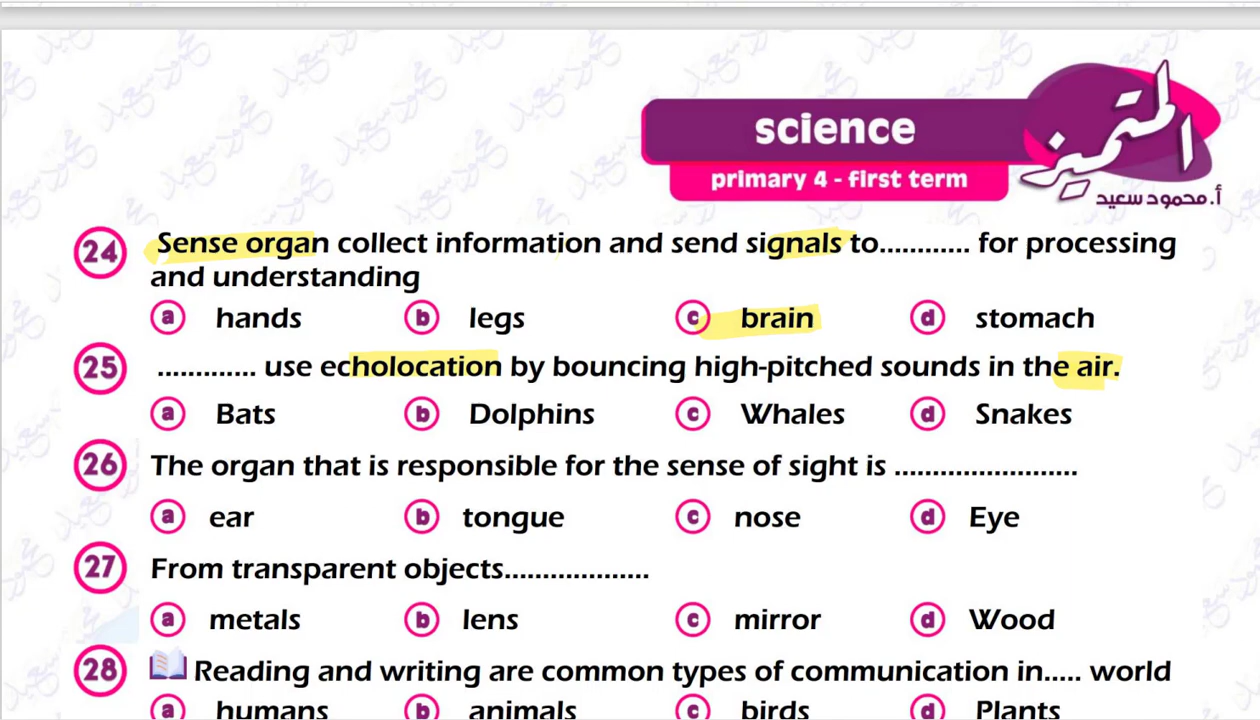 science
المتميز
primary 4 - first term
أ. محمود سعيد
24 Sense organ collect information and send signals to............ for processing
and understanding
a hands b legs c brain d stomach
25 ............. use echolocation by bouncing high-pitched sounds in the air.
a Bats b Dolphins c Whales d Snakes
26 The organ that is responsible for the sense of sight is ........................
a ear b tongue c nose d Eye
27 From transparent objects...................
a metals b lens c mirror d Wood
28 Reading and writing are common types of communication in..... world
a humans b animals c birds d Plants